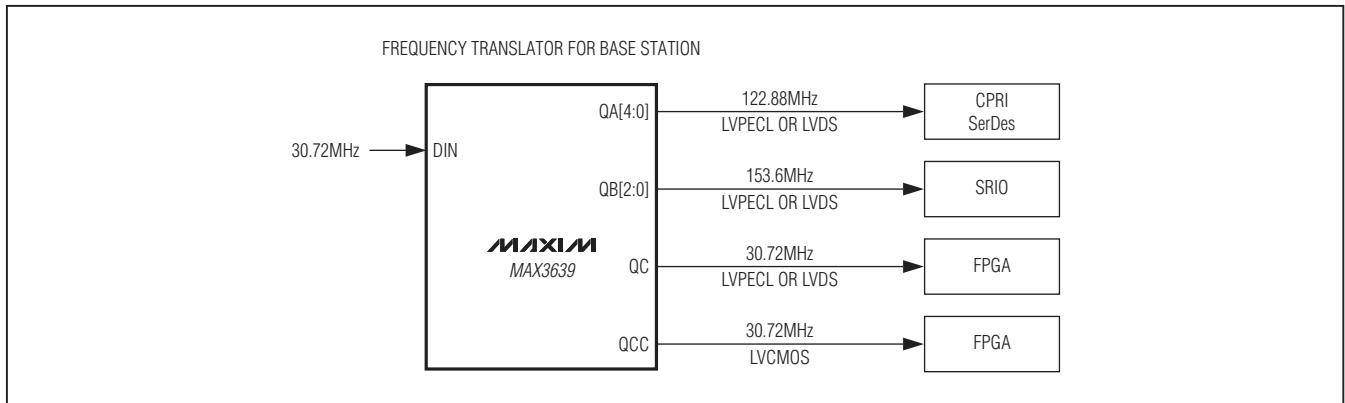 FREQUENCY TRANSLATOR FOR BASE STATION
30.72MHz
DIN
MAXIM
MAX3639
QA[4:0]
122.88MHz
LVPECL OR LVDS
CPRI
SerDes
QB[2:0]
153.6MHz
LVPECL OR LVDS
SRIO
QC
30.72MHz
LVPECL OR LVDS
FPGA
QCC
30.72MHz
LVCMOS
FPGA